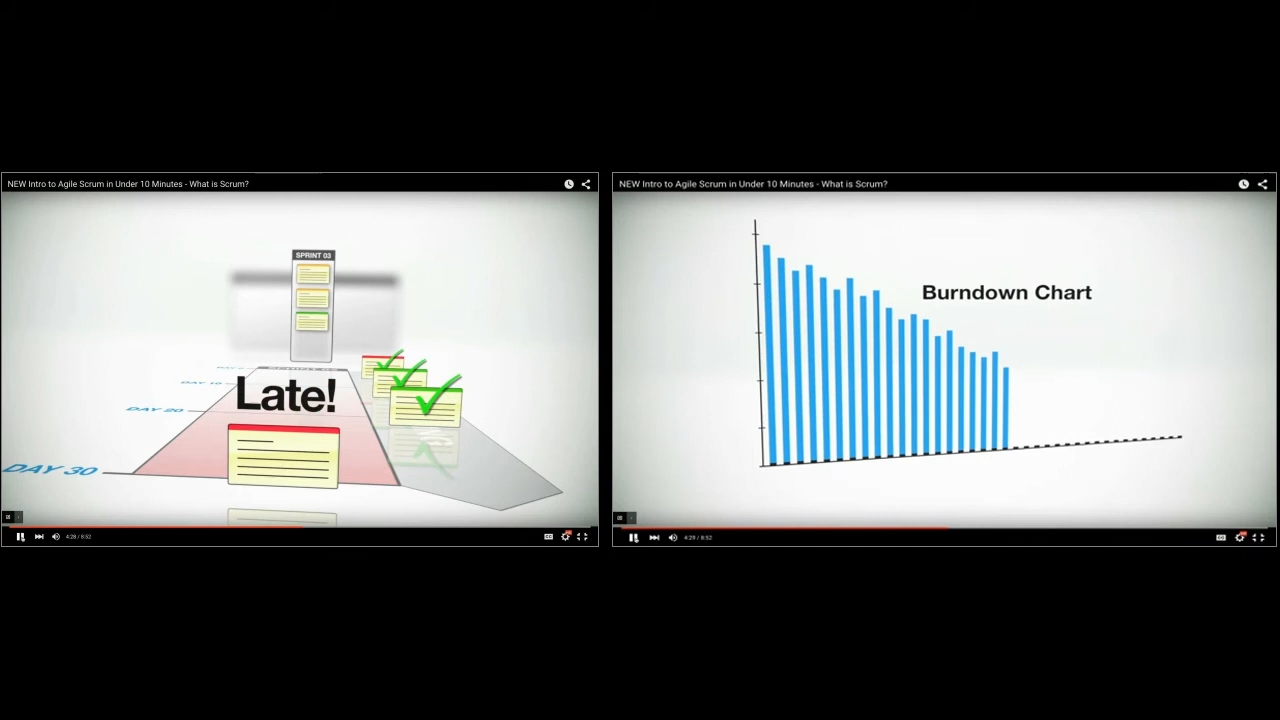 NEW Intro to Agile Scrum in Under 10 Minutes - What is Scrum?
SPRINT 03
DAY 10
DAY 20
Late!
DAY 30
4:28 / 8:52
NEW Intro to Agile Scrum in Under 10 Minutes - What is Scrum?
Burndown Chart
4:29 / 8:52